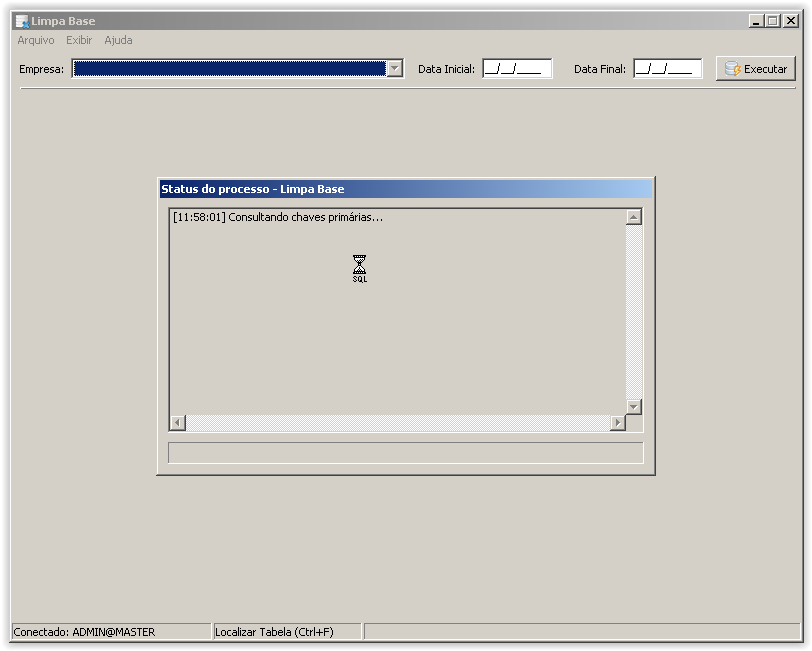 Limpa Base
Arquivo Exibir Ajuda
Empresa: Data Inicial: __/__/____ Data Final: __/__/____ Executar
Status do processo - Limpa Base
[11:58:01] Consultando chaves primárias...
SQL
Conectado: ADMIN@MASTER Localizar Tabela (Ctrl+F)